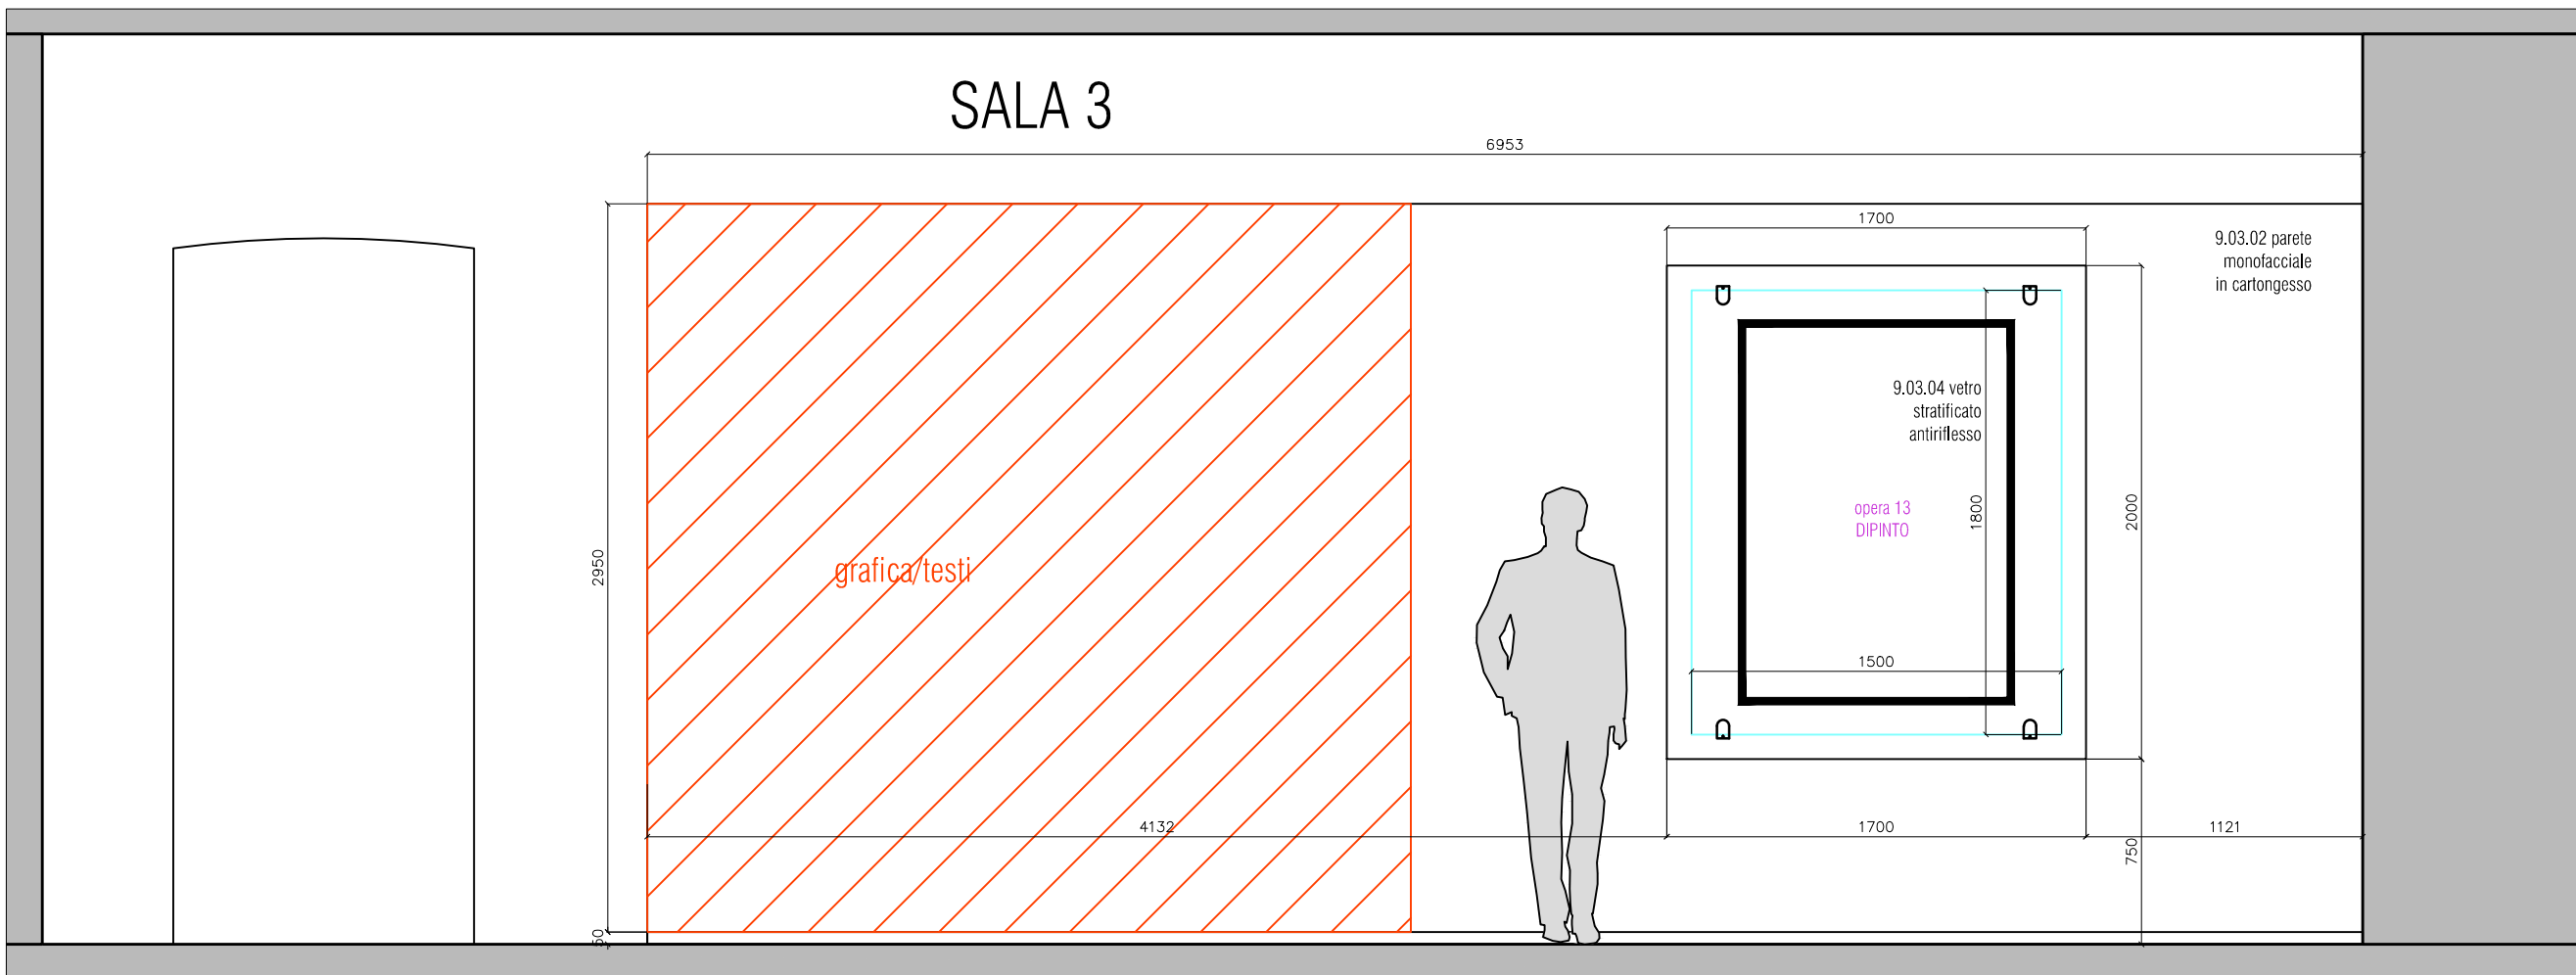 SALA 3
6953
1700
9.03.02 parete
monofacciale
in cartongesso
9.03.04 vetro
stratificato
antiriflesso
opera 13
DIPINTO
1800
2000
2950
grafica/testi
1500
4132
1700
1121
750
50